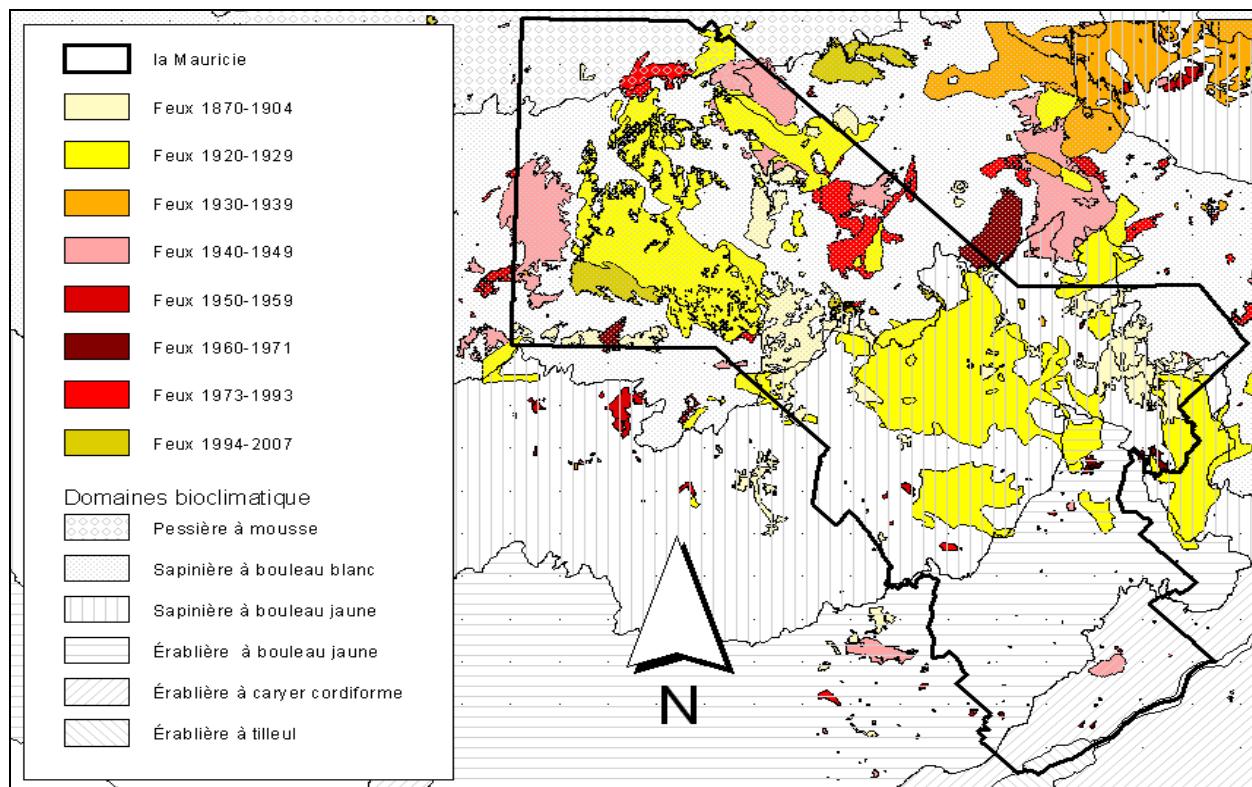 la Mauricie
Feux 1870-1904
Feux 1920-1929
Feux 1930-1939
Feux 1940-1949
Feux 1950-1959
Feux 1960-1971
Feux 1973-1993
Feux 1994-2007
Domaines bioclimatique
Pessière à mousse
Sapinière à bouleau blanc
Sapinière à bouleau jaune
Érablière à bouleau jaune
Érablière à caryer cordiforme
Érablière à tilleul
N